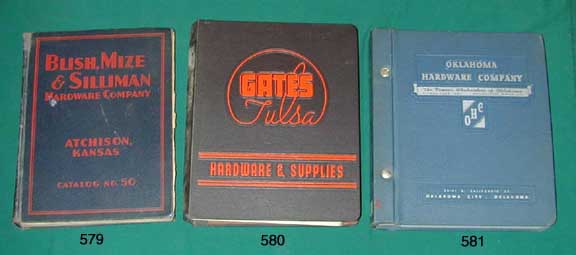 BLISH, MIZE
& SILLIMAN
HARDWARE COMPANY
ATCHISON,
KANSAS
CATALOG NO. 50
GATES
Tulsa
HARDWARE & SUPPLIES
OKLAHOMA
HARDWARE COMPANY
OHC
OKLAHOMA CITY - OKLAHOMA
579
580
581